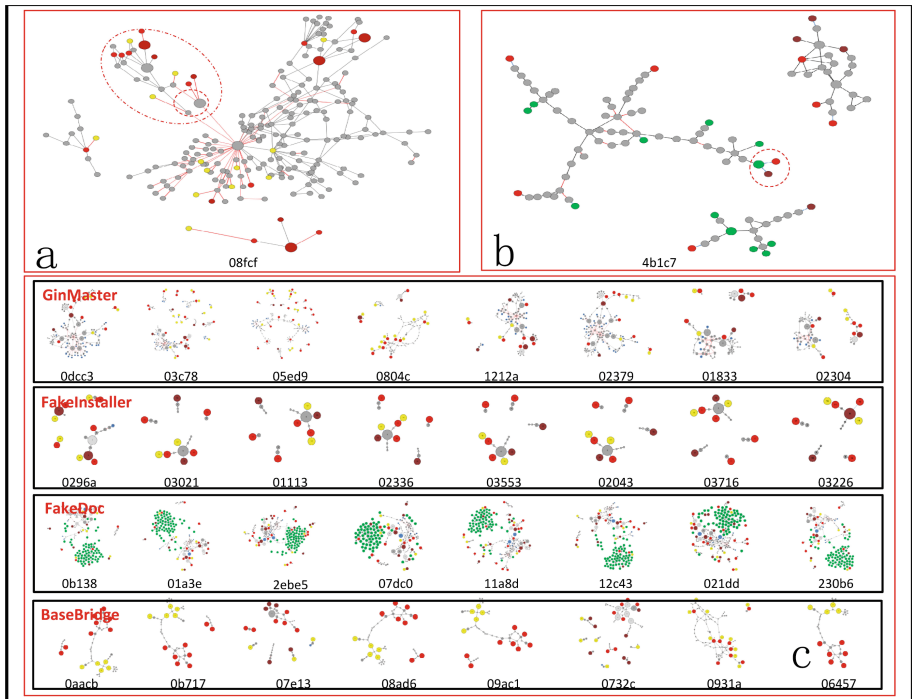 a
08fcf
b
4b1c7
GinMaster
0dcc3 03c78 05ed9 0804c 1212a 02379 01833 02304
FakeInstaller
0296a 03021 01113 02336 03553 02043 03716 03226
FakeDoc
0b138 01a3e 2ebe5 07dc0 11a8d 12c43 021dd 230b6
BaseBridge
c
0aacb 0b717 07e13 08ad6 09ac1 0732c 0931a 06457